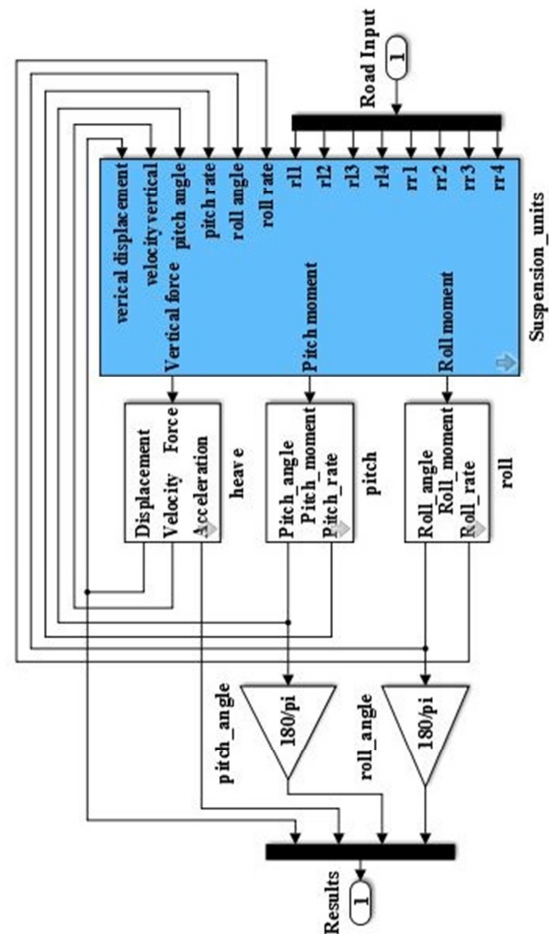 Road Input
1
verical displacement
velocity vertical
pitch angle
pitch rate
roll angle
roll rate
rl1
rl2
rl3
rl4
rr1
rr2
rr3
rr4
Vertical force
Pitch moment
Roll moment
Suspension_units
Displacement
Velocity Force
Acceleration
heave
Pitch_angle
Pitch_moment
Pitch_rate
pitch
Roll_angle
Roll_moment
Roll_rate
roll
pitch_angle
180/pi
roll_angle
180/pi
Results
1